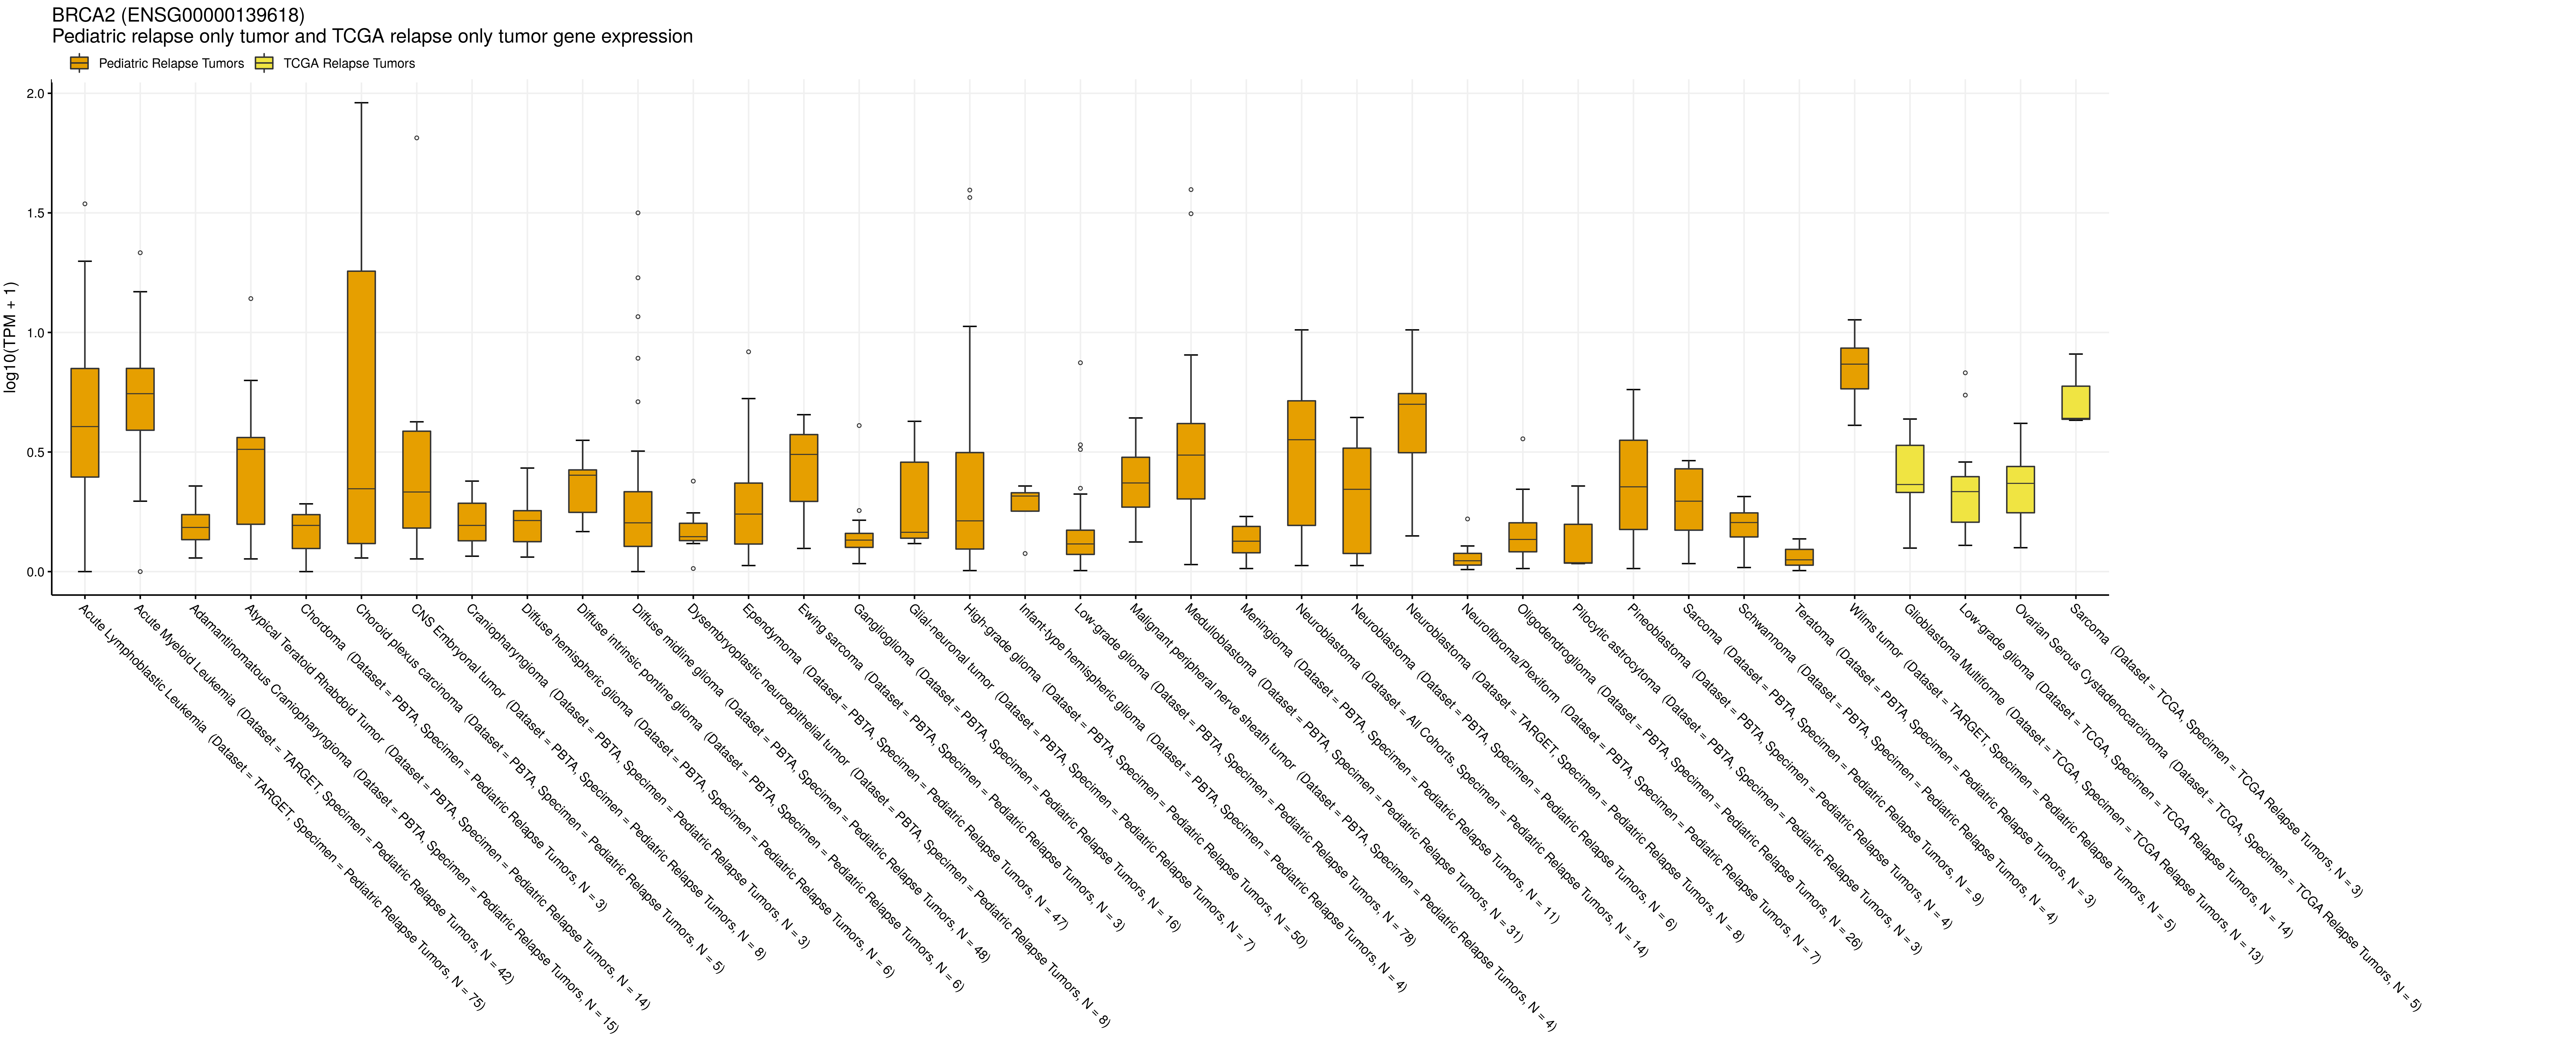 BRCA2 (ENSG00000139618)
Pediatric relapse only tumor and TCGA relapse only tumor gene expression
Pediatric Relapse Tumors
TCGA Relapse Tumors
log10(TPM + 1)
2.0
1.5
1.0
0.5
0.0
Acute Lymphoblastic Leukemia (Dataset = TARGET, Specimen = Pediatric Relapse Tumors, N = 75)
Acute Myeloid Leukemia (Dataset = TARGET, Specimen = Pediatric Relapse Tumors, N = 42)
Adamantinomatous Craniopharyngioma (Dataset = PBTA, Specimen = Pediatric Relapse Tumors, N = 15)
Atypical Teratoid Rhabdoid Tumor (Dataset = PBTA, Specimen = Pediatric Relapse Tumors, N = 14)
Chordoma (Dataset = PBTA, Specimen = Pediatric Relapse Tumors, N = 3)
Choroid plexus carcinoma (Dataset = PBTA, Specimen = Pediatric Relapse Tumors, N = 5)
CNS Embryonal tumor (Dataset = PBTA, Specimen = Pediatric Relapse Tumors, N = 8)
Craniopharyngioma (Dataset = PBTA, Specimen = Pediatric Relapse Tumors, N = 3)
Diffuse hemispheric glioma (Dataset = PBTA, Specimen = Pediatric Relapse Tumors, N = 6)
Diffuse intrinsic pontine glioma (Dataset = PBTA, Specimen = Pediatric Relapse Tumors, N = 6)
Diffuse midline glioma (Dataset = PBTA, Specimen = Pediatric Relapse Tumors, N = 48)
Dysembryoplastic neuroepithelial tumor (Dataset = PBTA, Specimen = Pediatric Relapse Tumors, N = 8)
Ependymoma (Dataset = PBTA, Specimen = Pediatric Relapse Tumors, N = 47)
Ewing sarcoma (Dataset = PBTA, Specimen = Pediatric Relapse Tumors, N = 3)
Ganglioglioma (Dataset = PBTA, Specimen = Pediatric Relapse Tumors, N = 16)
Glial-neuronal tumor (Dataset = PBTA, Specimen = Pediatric Relapse Tumors, N = 7)
High-grade glioma (Dataset = PBTA, Specimen = Pediatric Relapse Tumors, N = 50)
Infant-type hemispheric glioma (Dataset = PBTA, Specimen = Pediatric Relapse Tumors, N = 4)
Low-grade glioma (Dataset = PBTA, Specimen = Pediatric Relapse Tumors, N = 78)
Malignant peripheral nerve sheath tumor (Dataset = PBTA, Specimen = Pediatric Relapse Tumors, N = 4)
Medulloblastoma (Dataset = PBTA, Specimen = Pediatric Relapse Tumors, N = 31)
Meningioma (Dataset = PBTA, Specimen = Pediatric Relapse Tumors, N = 11)
Neuroblastoma (Dataset = All Cohorts, Specimen = Pediatric Relapse Tumors, N = 14)
Neuroblastoma (Dataset = PBTA, Specimen = Pediatric Relapse Tumors, N = 6)
Neuroblastoma (Dataset = TARGET, Specimen = Pediatric Relapse Tumors, N = 8)
Neurofibroma/Plexiform (Dataset = PBTA, Specimen = Pediatric Relapse Tumors, N = 7)
Oligodendroglioma (Dataset = PBTA, Specimen = Pediatric Relapse Tumors, N = 26)
Pilocytic astrocytoma (Dataset = PBTA, Specimen = Pediatric Relapse Tumors, N = 3)
Pineoblastoma (Dataset = PBTA, Specimen = Pediatric Relapse Tumors, N = 4)
Sarcoma (Dataset = PBTA, Specimen = Pediatric Relapse Tumors, N = 9)
Schwannoma (Dataset = PBTA, Specimen = Pediatric Relapse Tumors, N = 4)
Teratoma (Dataset = PBTA, Specimen = Pediatric Relapse Tumors, N = 3)
Wilms tumor (Dataset = TARGET, Specimen = Pediatric Relapse Tumors, N = 5)
Glioblastoma Multiforme (Dataset = TCGA, Specimen = TCGA Relapse Tumors, N = 13)
Low-grade glioma (Dataset = TCGA, Specimen = TCGA Relapse Tumors, N = 14)
Ovarian Serous Cystadenocarcinoma (Dataset = TCGA, Specimen = TCGA Relapse Tumors, N = 5)
Sarcoma (Dataset = TCGA, Specimen = TCGA Relapse Tumors, N = 3)